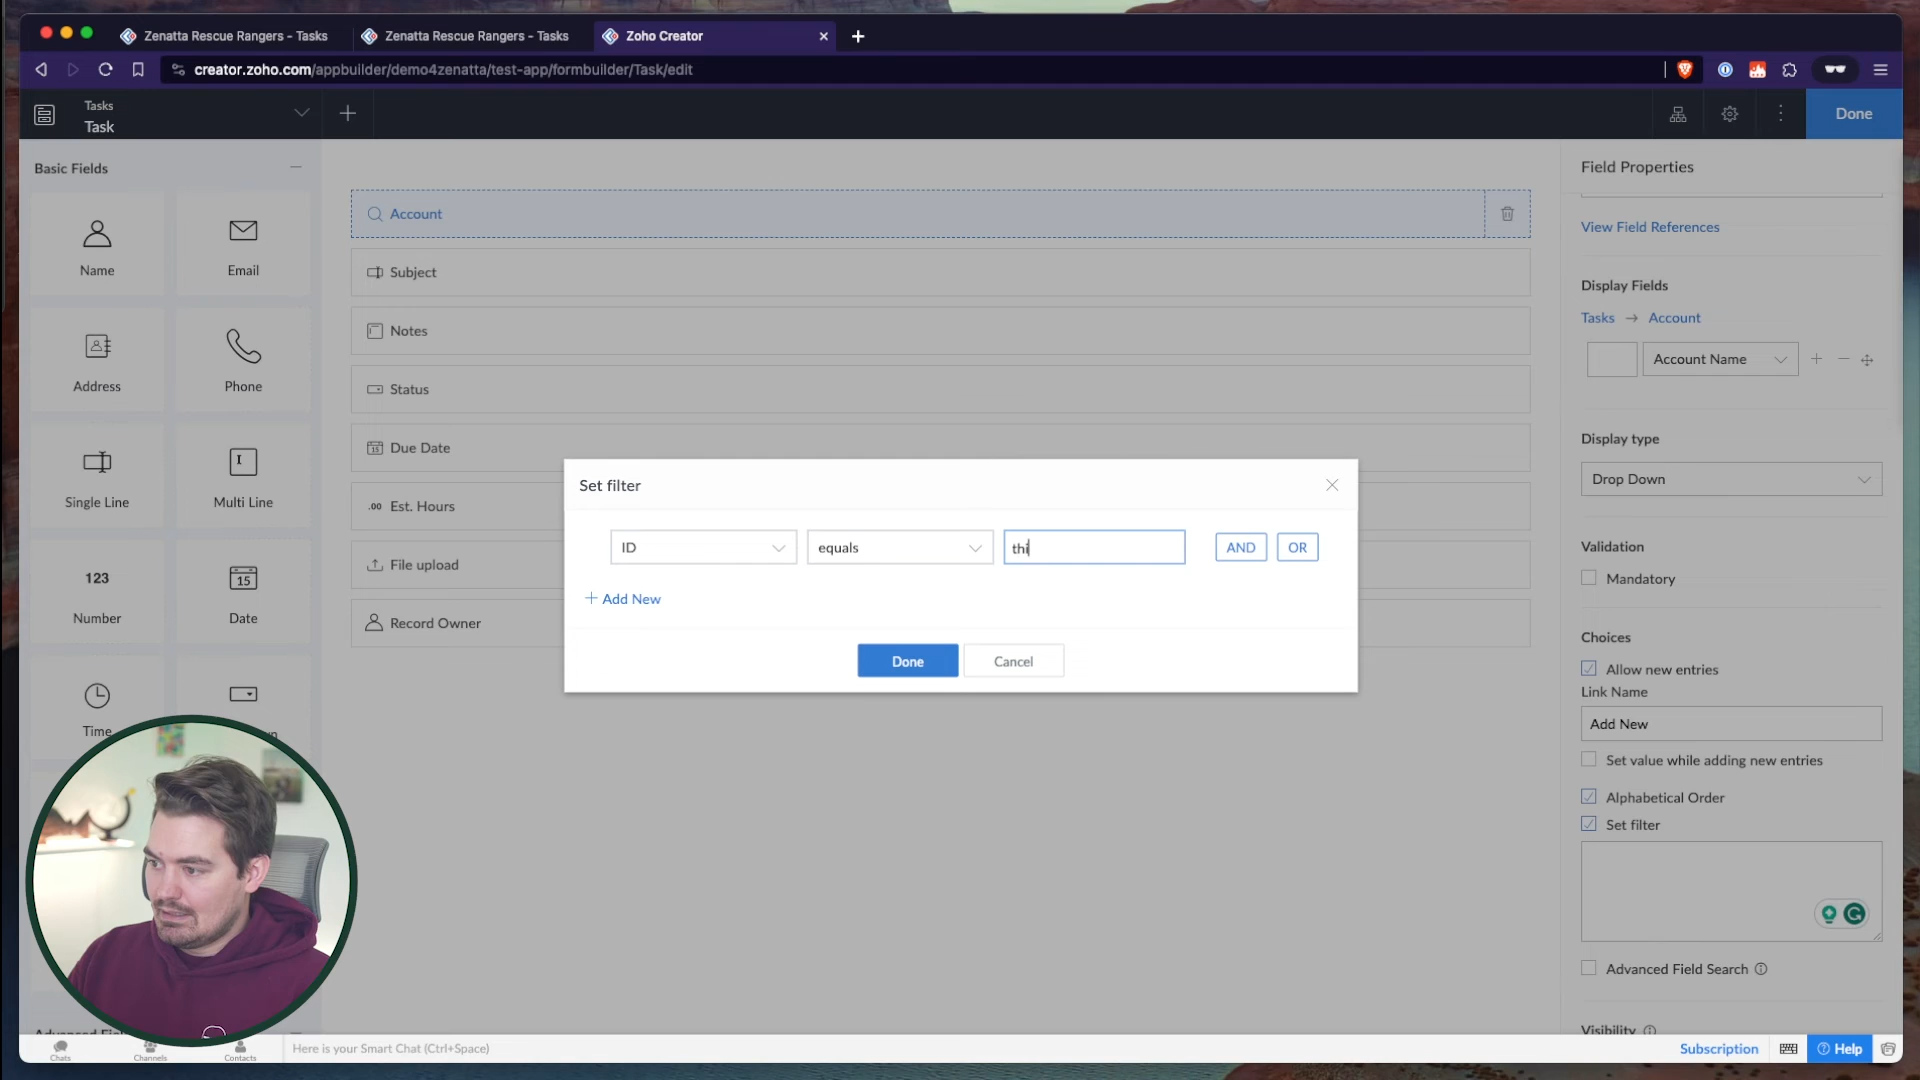 Zenatta Rescue Rangers - Tasks
Zenatta Rescue Rangers - Tasks
Zoho Creator
creator.zoho.com/appbuilder/demo4zenatta/test-app/formbuilder/Task/edit
Tasks
Task
Done
Basic Fields
Name
Email
Address
Phone
Single Line
Multi Line
123
Number
15
Date
Time
Account
Subject
Notes
Status
Due Date
.00 Est. Hours
File upload
Record Owner
Set filter
ID
equals
thi
AND
OR
+ Add New
Done
Cancel
Field Properties
View Field References
Display Fields
Tasks → Account
Account Name
Display type
Drop Down
Validation
Mandatory
Choices
Allow new entries
Link Name
Add New
Set value while adding new entries
Alphabetical Order
Set filter
Advanced Field Search
Visibility
Chats
Channels
Contacts
Here is your Smart Chat (Ctrl+Space)
Subscription
Help